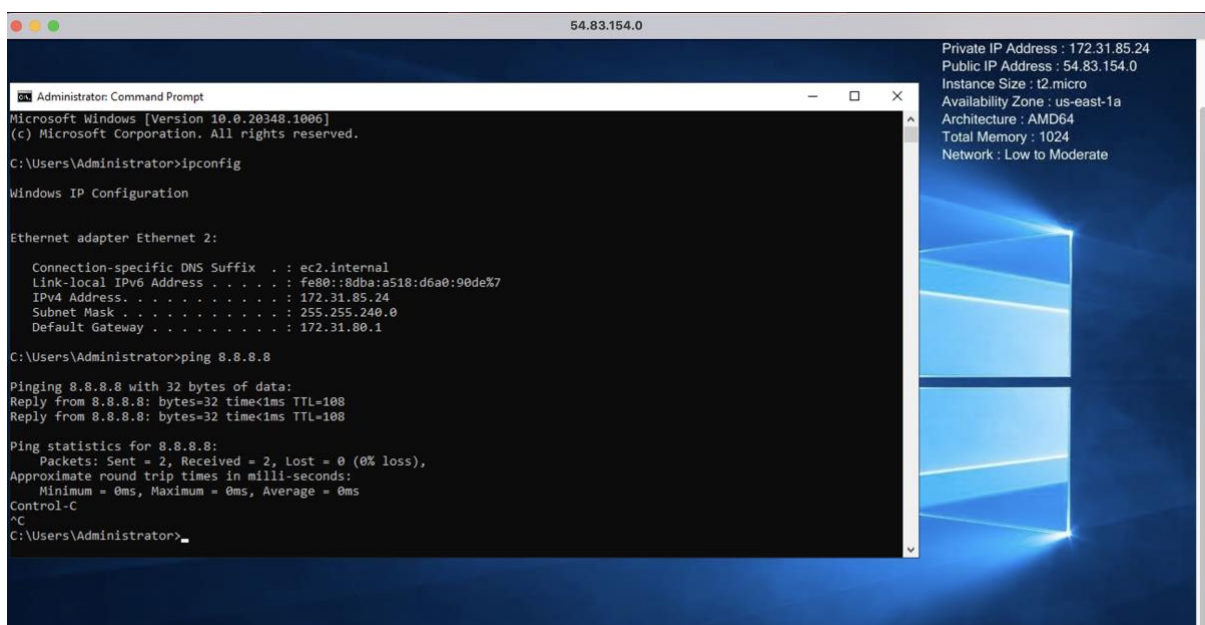 54.83.154.0
Private IP Address : 172.31.85.24
Public IP Address : 54.83.154.0
Instance Size : t2.micro
Availability Zone : us-east-1a
Architecture : AMD64
Total Memory : 1024
Network : Low to Moderate
Administrator: Command Prompt
Microsoft Windows [Version 10.0.20348.1006]
(c) Microsoft Corporation. All rights reserved.
C:\Users\Administrator>ipconfig
Windows IP Configuration
Ethernet adapter Ethernet 2:
Connection-specific DNS Suffix . : ec2.internal
Link-local IPv6 Address . . . . . : fe80::8dba:a518:d6a0:90de%7
IPv4 Address. . . . . . . . . . . : 172.31.85.24
Subnet Mask . . . . . . . . . . . : 255.255.240.0
Default Gateway . . . . . . . . . : 172.31.80.1
C:\Users\Administrator>ping 8.8.8.8
Pinging 8.8.8.8 with 32 bytes of data:
Reply from 8.8.8.8: bytes=32 time<1ms TTL=108
Reply from 8.8.8.8: bytes=32 time<1ms TTL=108
Ping statistics for 8.8.8.8:
Packets: Sent = 2, Received = 2, Lost = 0 (0% loss),
Approximate round trip times in milli-seconds:
Minimum = 0ms, Maximum = 0ms, Average = 0ms
Control-C
^C
C:\Users\Administrator>